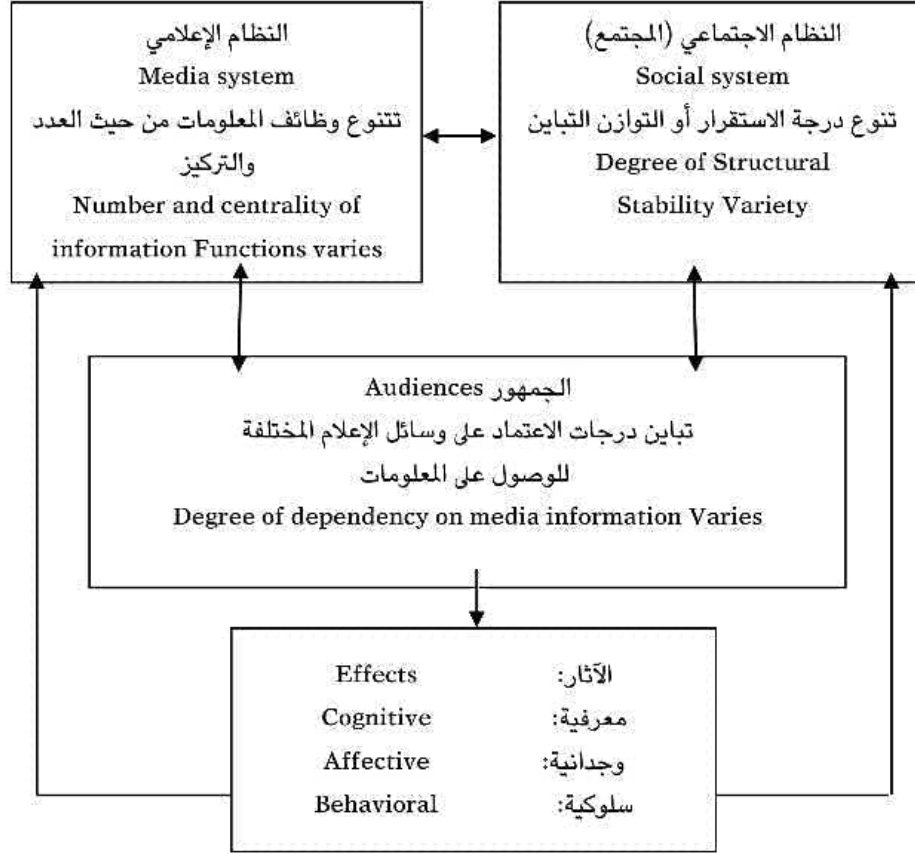 النظام الاجتماعي (المجتمع)
Social system
تنوع درجة الاستقرار أو التوازن التباين
Degree of Structural
Stability Variety
النظام الإعلامي
Media system
تتنوع وظائف المعلومات من حيث العدد
والتركيز
Number and centrality of
information Functions varies
الجمهور Audiences
تباين درجات الاعتماد على وسائل الإعلام المختلفة
للوصول على المعلومات
Degree of dependency on media information Varies
الآثار: Effects
معرفية: Cognitive
وجدانية: Affective
سلوكية: Behavioral